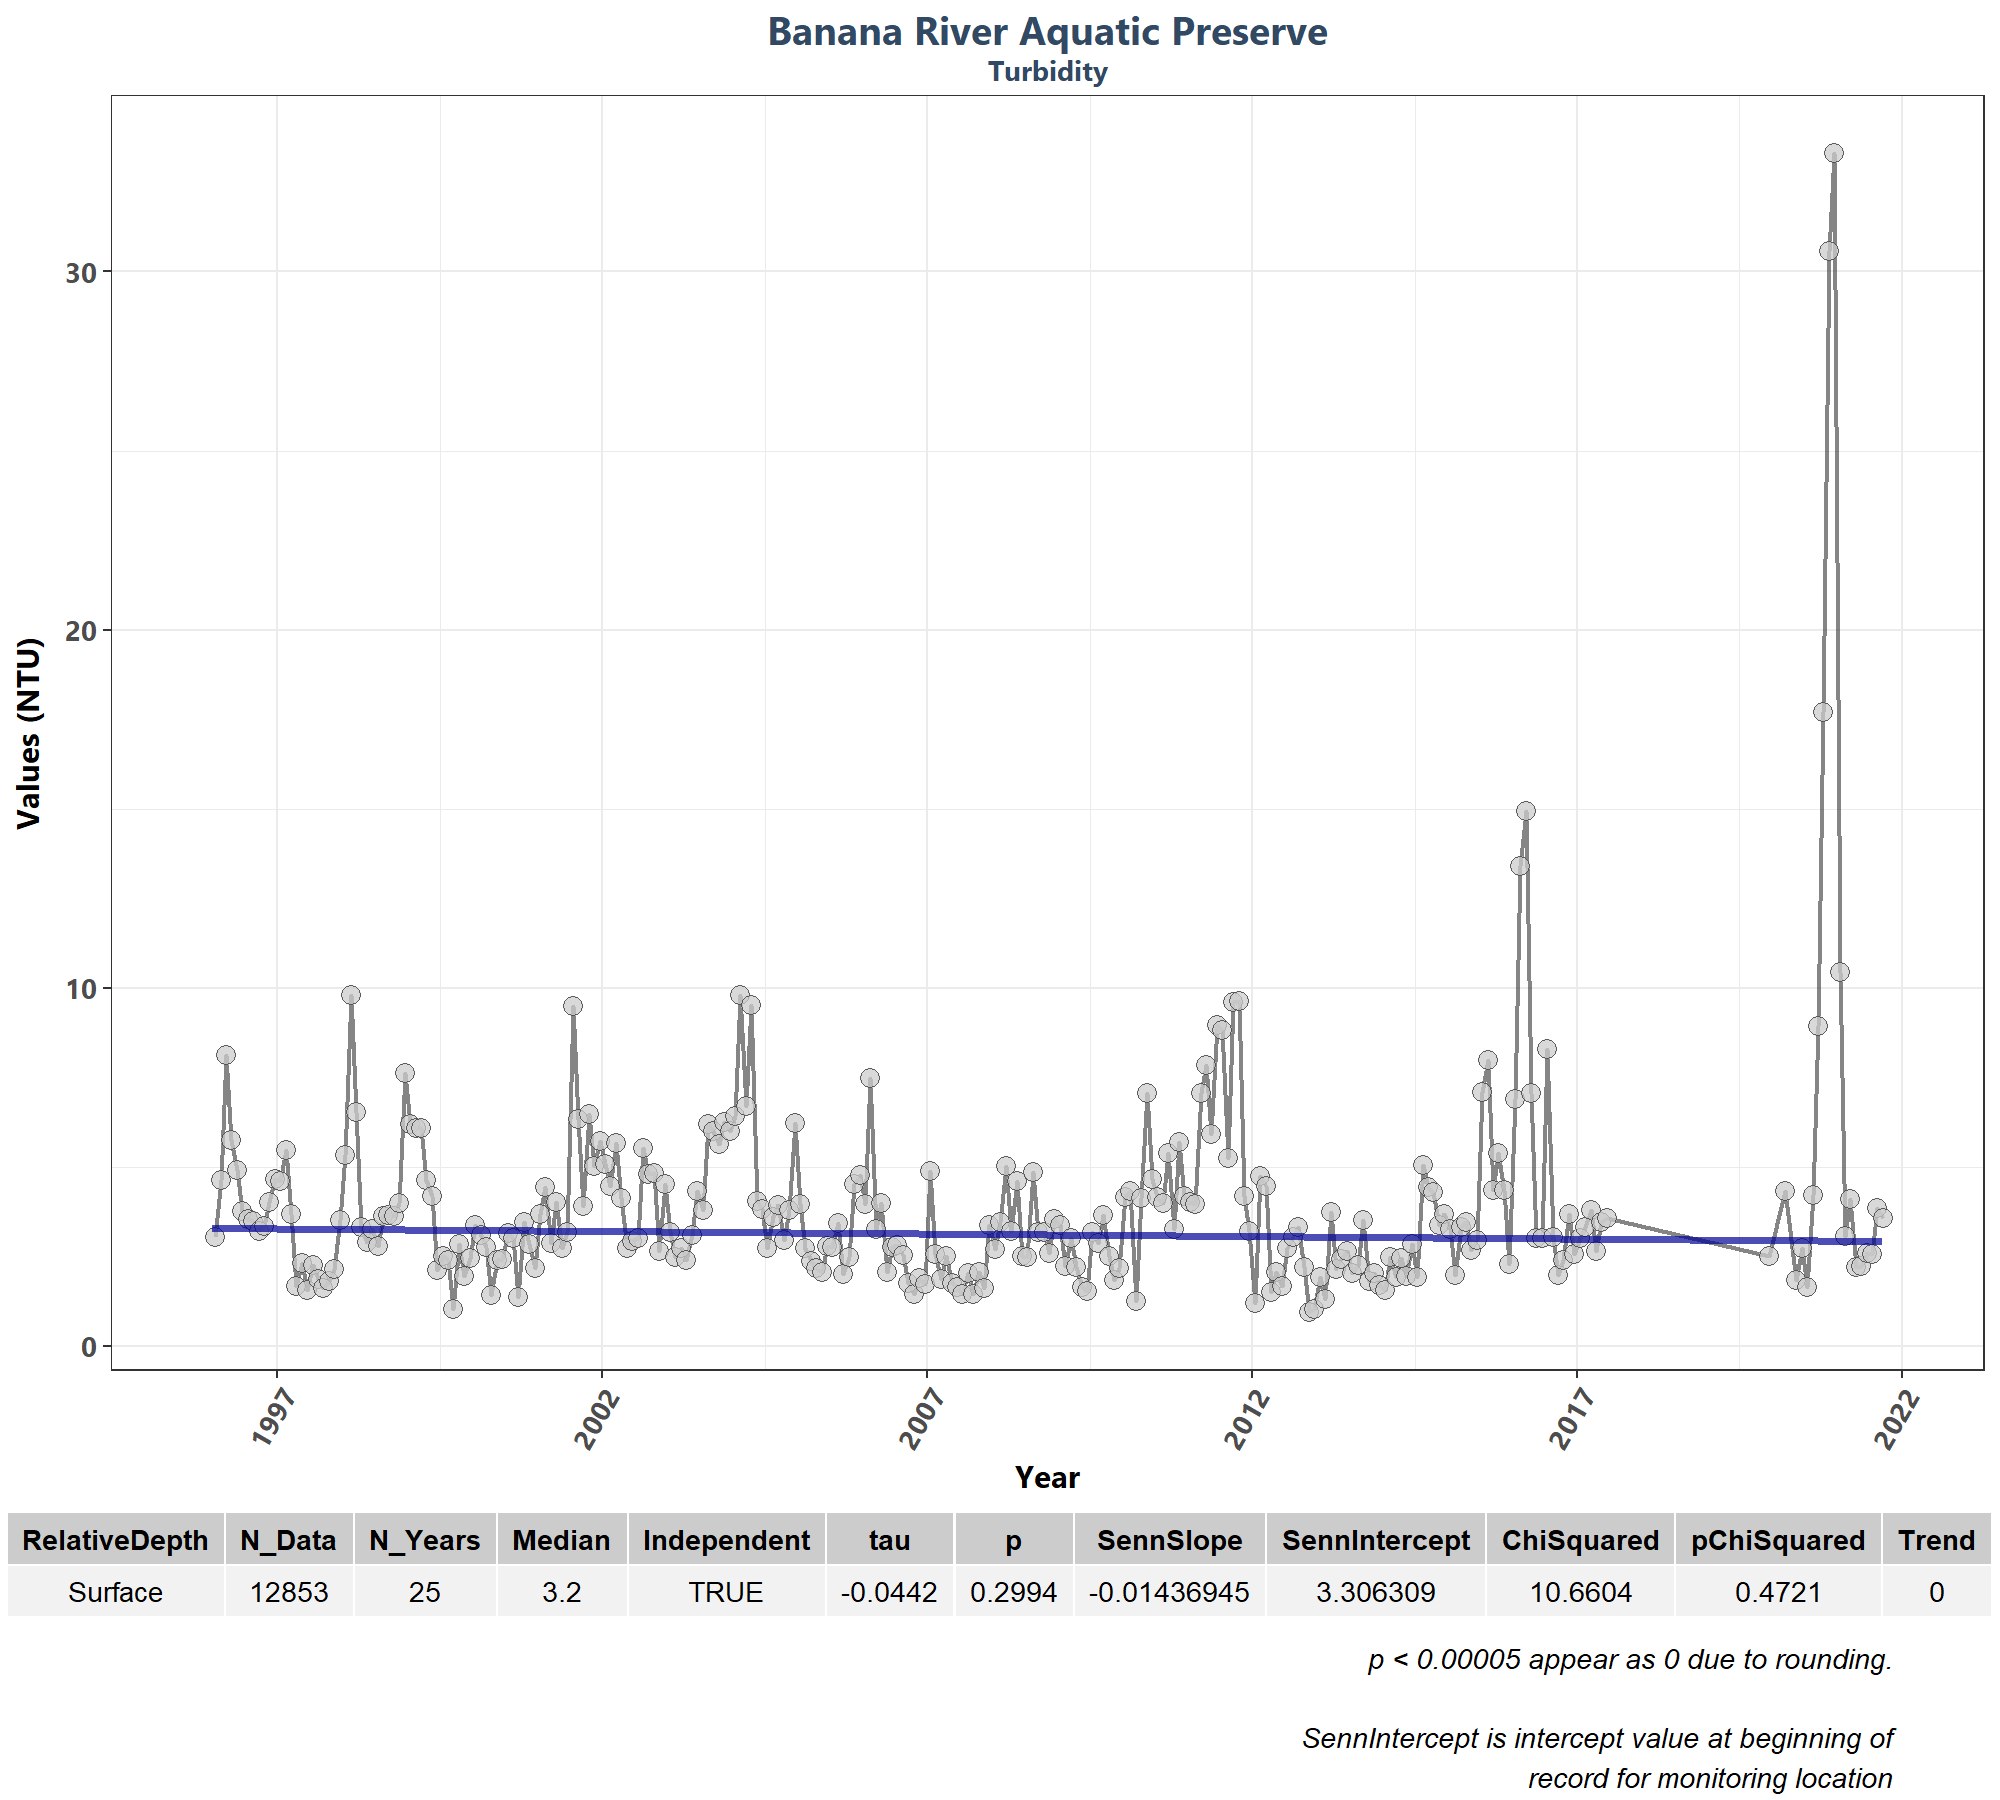 Banana River Aquatic Preserve
Turbidity
Values (NTU)
30
20
10
0
1997 2002 2007 2012 2017 2022
Year
RelativeDepth N_Data N_Years Median Independent tau p SennSlope SennIntercept ChiSquared pChiSquared Trend
Surface 12853 25 3.2 TRUE -0.0442 0.2994 -0.01436945 3.306309 10.6604 0.4721 0
p < 0.00005 appear as 0 due to rounding.
SennIntercept is intercept value at beginning of
record for monitoring location